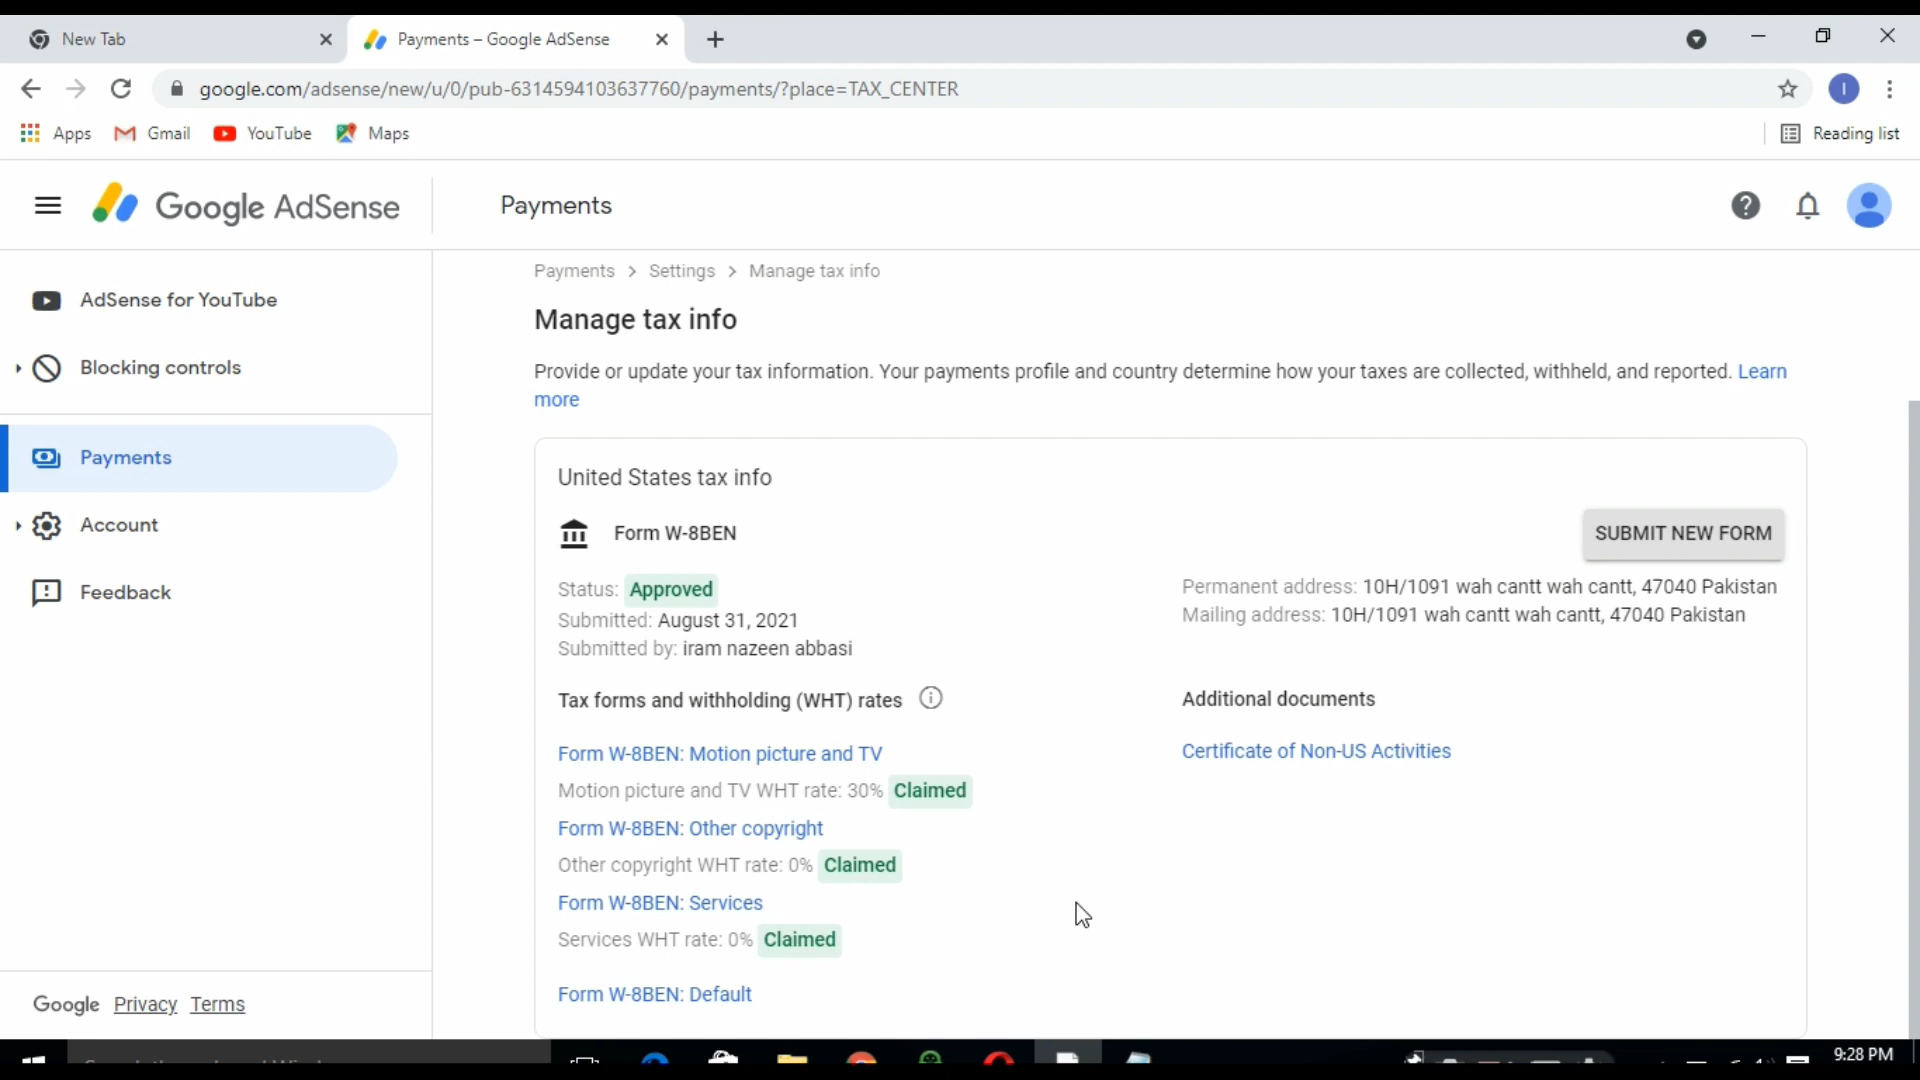 New Tab
Payments – Google AdSense
google.com/adsense/new/u/0/pub-6314594103637760/payments/?place=TAX_CENTER
I
Apps
Gmail
YouTube
Maps
Reading list
Google AdSense
Payments
AdSense for YouTube
Blocking controls
Payments
Account
Feedback
Google Privacy Terms
Payments > Settings > Manage tax info
Manage tax info
Provide or update your tax information. Your payments profile and country determine how your taxes are collected, withheld, and reported. Learn
more
United States tax info
Form W-8BEN
SUBMIT NEW FORM
Status: Approved
Submitted: August 31, 2021
Submitted by: iram nazeen abbasi
Permanent address: 10H/1091 wah cantt wah cantt, 47040 Pakistan
Mailing address: 10H/1091 wah cantt wah cantt, 47040 Pakistan
Tax forms and withholding (WHT) rates
Form W-8BEN: Motion picture and TV
Motion picture and TV WHT rate: 30% Claimed
Form W-8BEN: Other copyright
Other copyright WHT rate: 0% Claimed
Form W-8BEN: Services
Services WHT rate: 0% Claimed
Form W-8BEN: Default
Additional documents
Certificate of Non-US Activities
9:28 PM